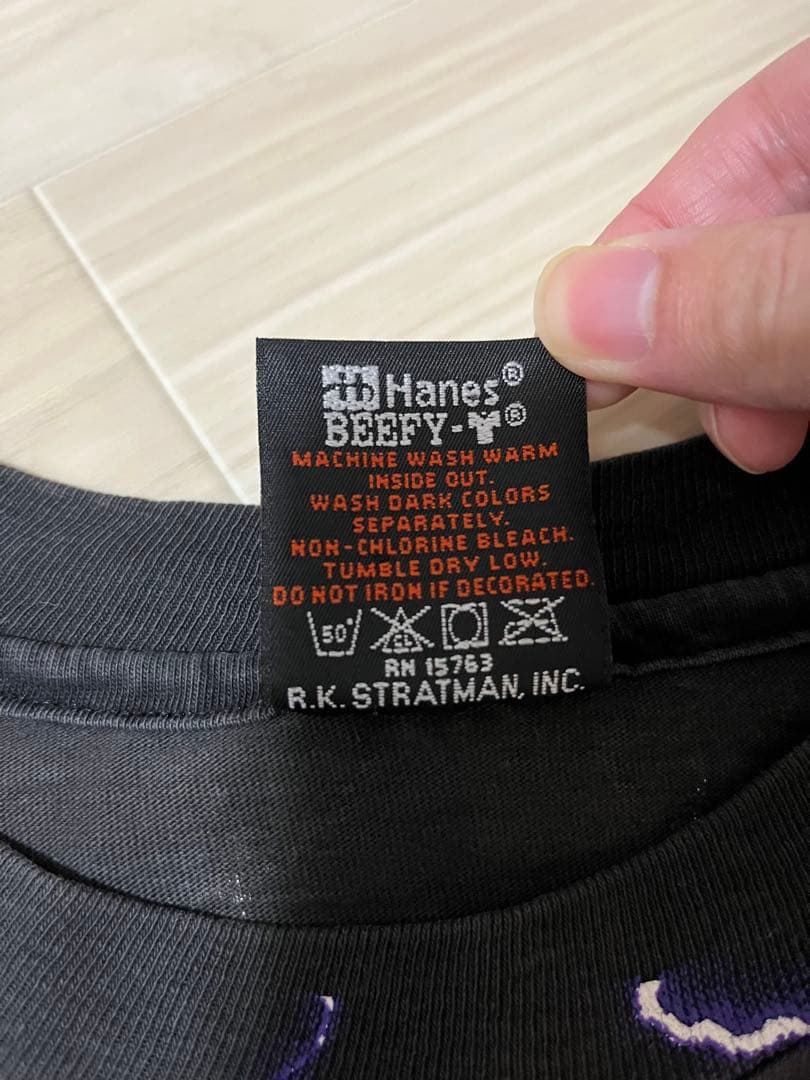 Hanes®
BEEFY-T®
MACHINE WASH WARM
INSIDE OUT.
WASH DARK COLORS
SEPARATELY.
NON-CHLORINE BLEACH.
TUMBLE DRY LOW.
DO NOT IRON IF DECORATED.
50° CL
RN 15763
R.K. STRATMAN, INC.